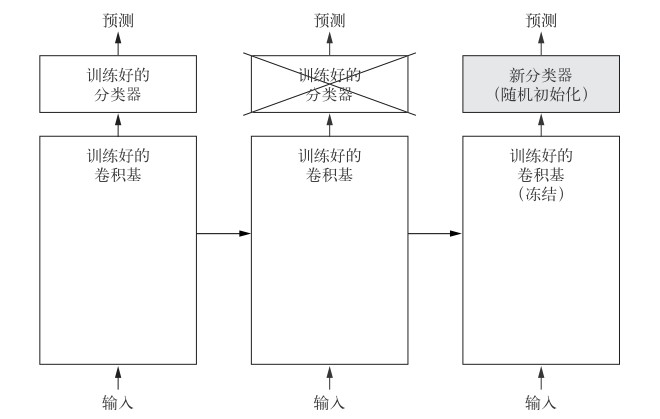 预测
训练好的
分类器
训练好的
卷积基
输入
预测
训练好的
分类器
训练好的
卷积基
输入
预测
新分类器
（随机初始化）
训练好的
卷积基
（冻结）
输入